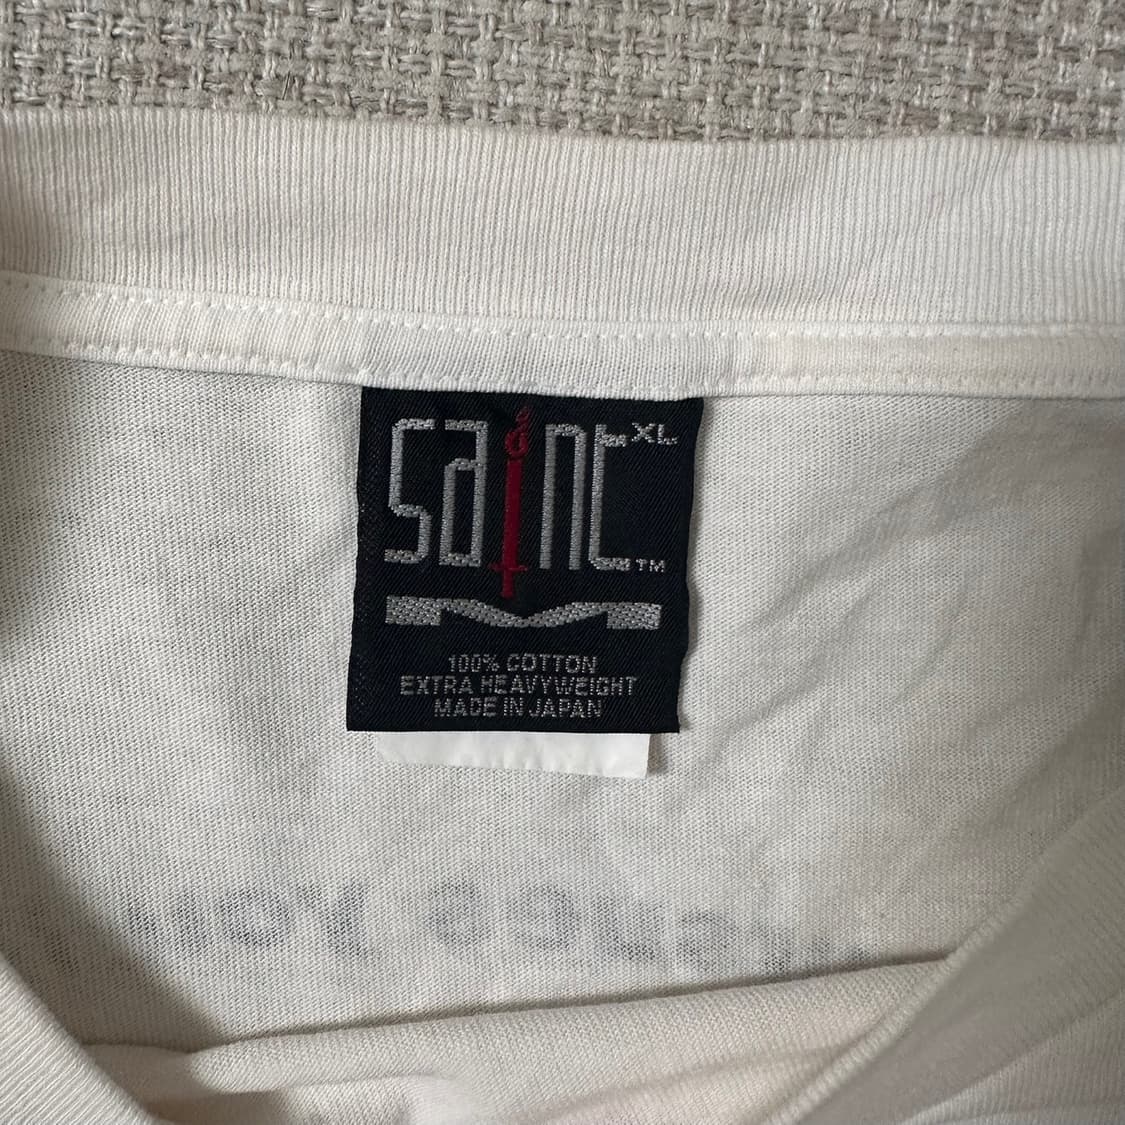 saint XL
TM
M
100% COTTON
EXTRA HEAVYWEIGHT
MADE IN JAPAN